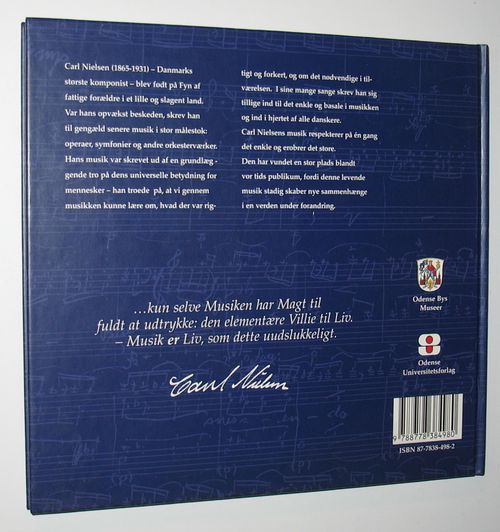 Carl Nielsen (1865-1931) – Danmarks
største komponist – blev født på Fyn af
fattige forældre i et lille og slagent land.
Var hans opvækst beskeden, skrev han
til gengæld senere musik i stor målestok:
operaer, symfonier og andre orkesterværker.
Hans musik var skrevet ud af en grundlæg-
gende tro på dens universelle betydning for
mennesker – han troede på, at vi gennem
musikken kunne lære om, hvad der var rig-
tigt og forkert, og om det nødvendige i til-
værelsen. I sine mange sange skrev han sig
tillige ind til det enkle og basale i musikken
og ind i hjertet af alle danskere.
Carl Nielsens musik respekterer på én gang
det enkle og erobrer det store.
Den har vundet en stor plads blandt
vor tids publikum, fordi denne levende
musik stadig skaber nye sammenhænge
i en verden under forandring.
...kun selve Musiken har Magt til
fuldt at udtrykke: den elementære Villie til Liv.
– Musik er Liv, som dette uudslukkeligt.
Carl Nielsen
Odense Bys
Museer
Odense
Universitetsforlag
9 788778 384980
ISBN 87-7838-498-2